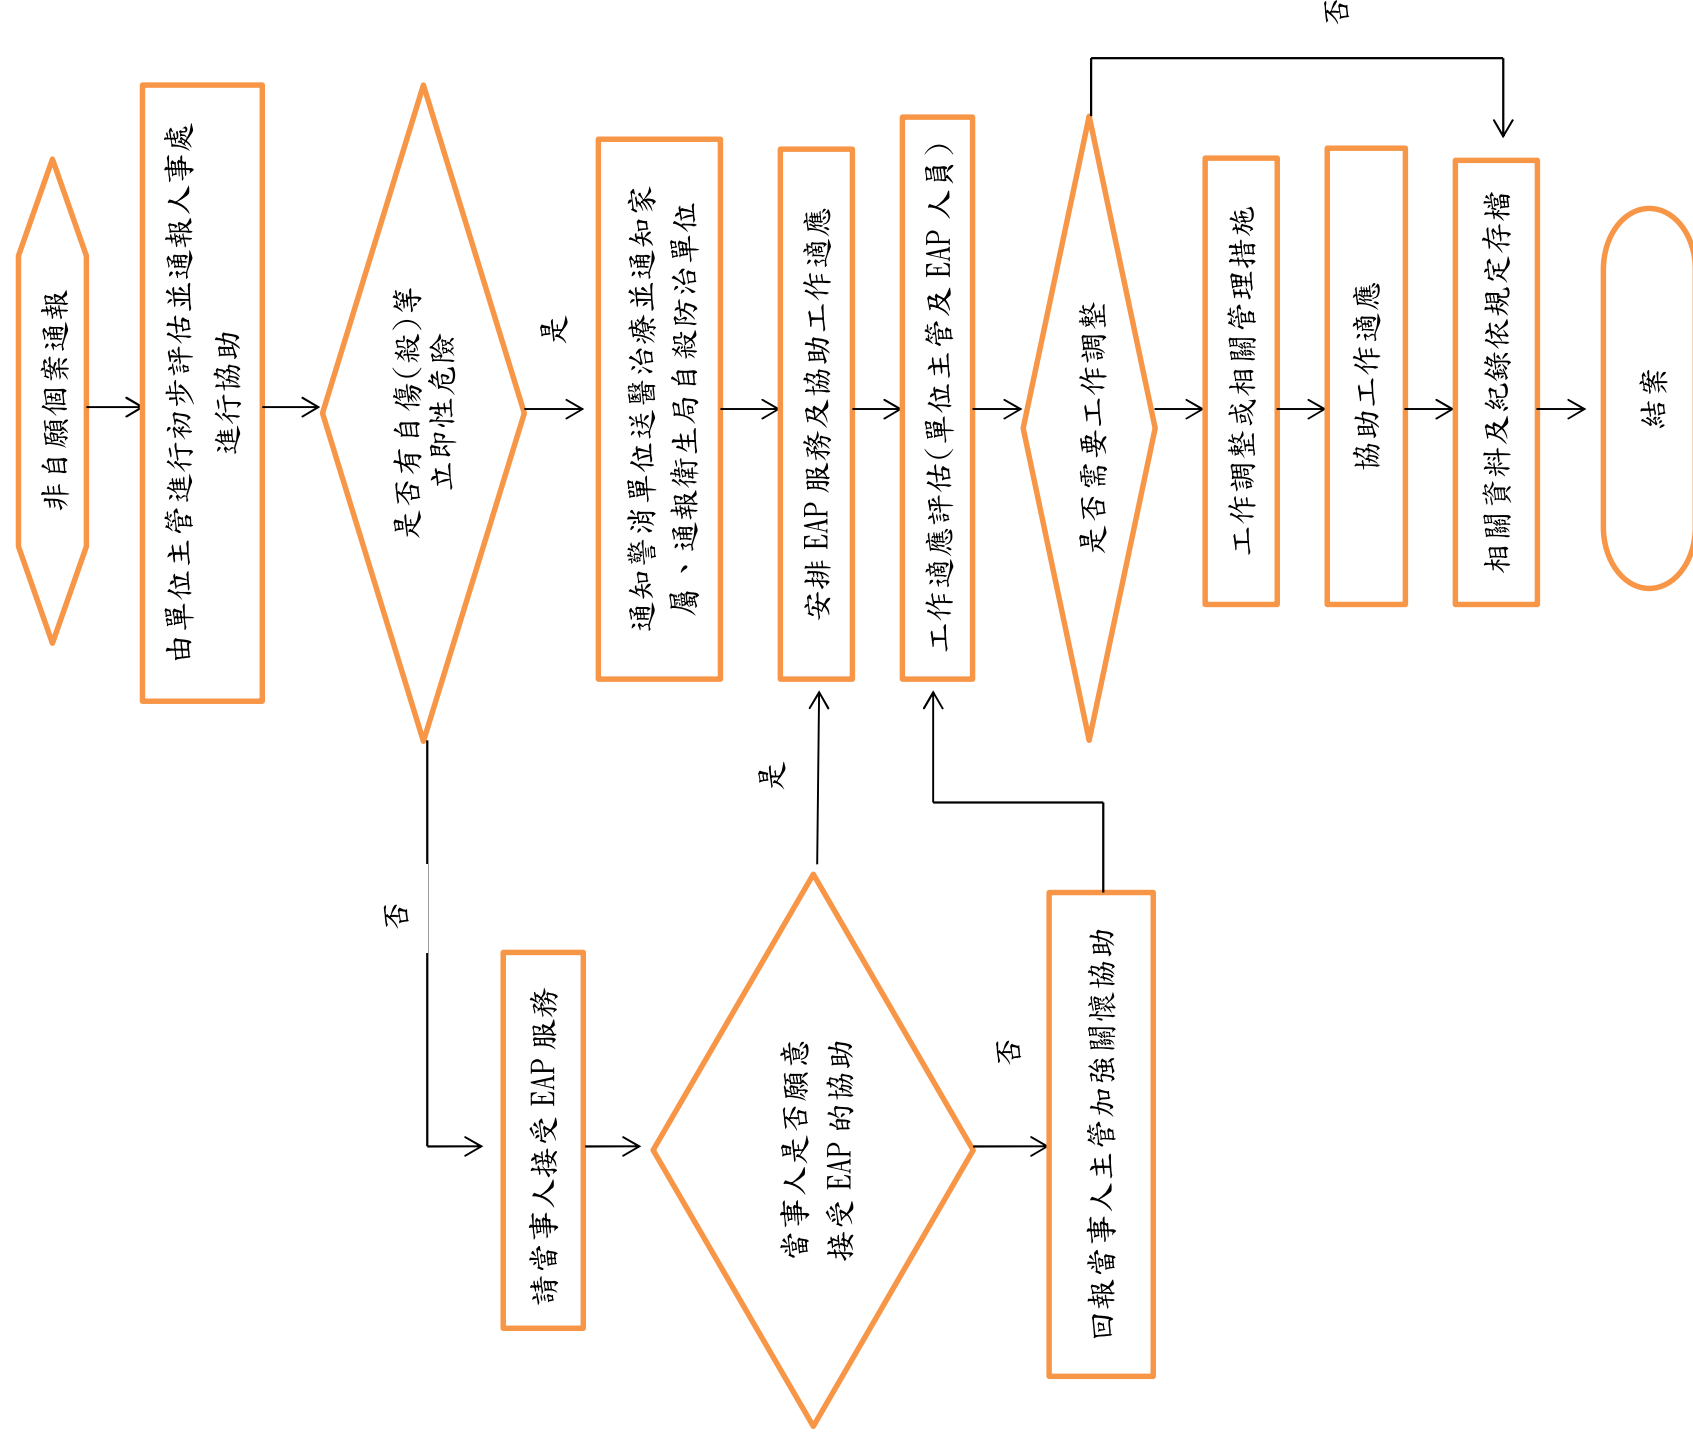 非自願個案通報
由單位主管進行初步評估並通報人事處
進行協助
是否有自傷(殺)等
立即性危險
是
否
通知警消單位送醫治療並通知家
屬、通報衛生局自殺防治單位
請當事人接受 EAP 服務
當事人是否願意
接受 EAP 的協助
是
否
安排 EAP 服務及協助工作適應
回報當事人主管加強關懷協助
工作適應評估(單位主管及 EAP 人員)
是否需要工作調整
否
工作調整或相關管理措施
協助工作適應
相關資料及紀錄依規定存檔
結案